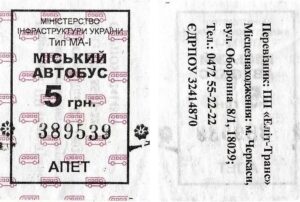 МІНІСТЕРСТВО
ІНФРАСТРУКТУРИ УКРАЇНИ
Тип МА-І
МІСЬКИЙ
АВТОБУС
5 грн.
389539
АПЕТ
Перевізник: ПП «Еліт-Транс»
Місцезнаходження: м. Черкаси,
вул. Оборонна 8/1, 18029;
Тел.: 0472 55-22-22
ЄДРПОУ 32414870